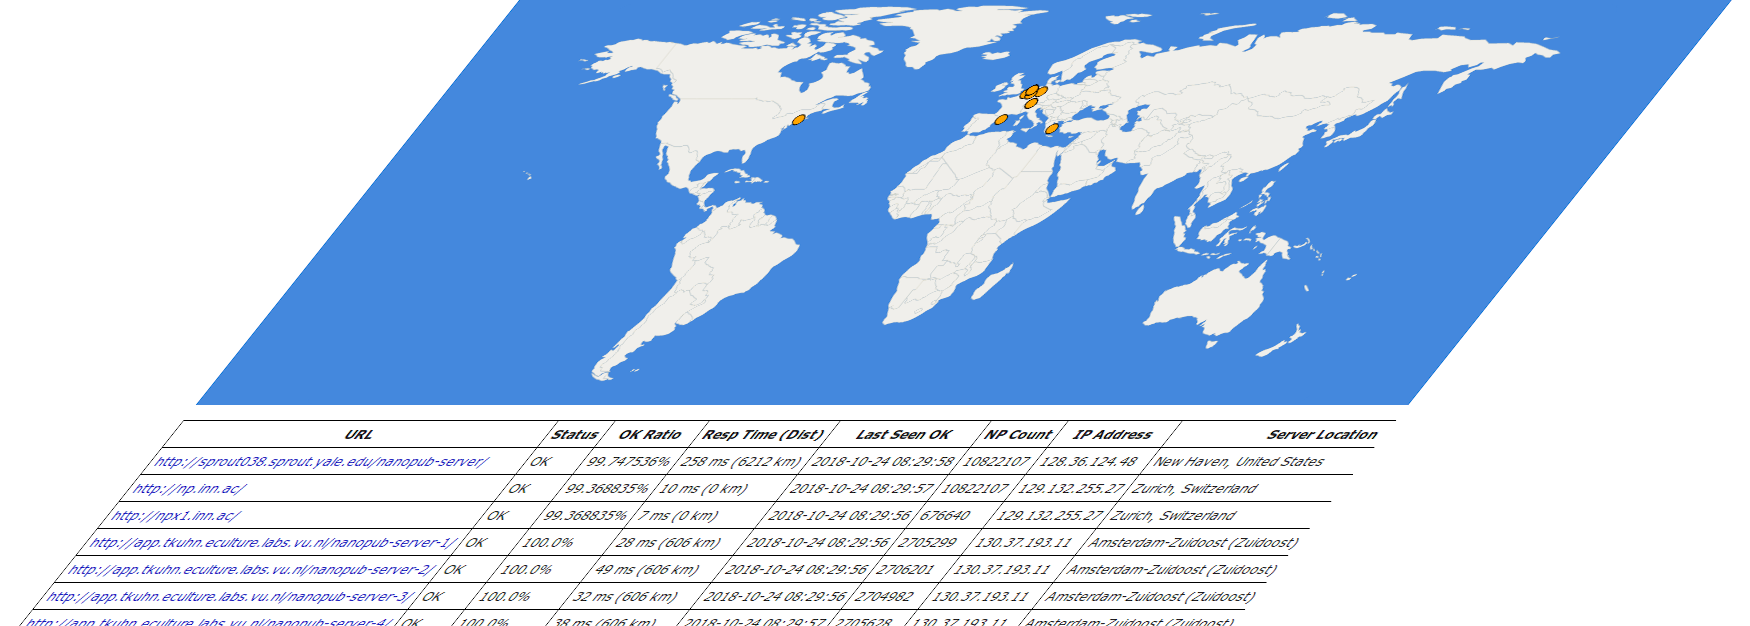 URL Status OK Ratio Resp Time (Dist) Last Seen OK NP Count IP Address Server Location
http://sprout038.sprout.yale.edu/nanopub-server/ OK 99.747536% 258 ms (6212 km) 2018-10-24 08:29:58 10822107 128.36.124.48 New Haven, United States
http://np.inn.ac/ OK 99.368835% 10 ms (0 km) 2018-10-24 08:29:57 10822107 129.132.255.27 Zurich, Switzerland
http://npx1.inn.ac/ OK 99.368835% 7 ms (0 km) 2018-10-24 08:29:56 676640 129.132.255.27 Zurich, Switzerland
http://app.tkuhn.eculture.labs.vu.nl/nanopub-server-1/ OK 100.0% 28 ms (606 km) 2018-10-24 08:29:56 2705299 130.37.193.11 Amsterdam-Zuidoost (Zuidoost)
http://app.tkuhn.eculture.labs.vu.nl/nanopub-server-2/ OK 100.0% 49 ms (606 km) 2018-10-24 08:29:56 2706201 130.37.193.11 Amsterdam-Zuidoost (Zuidoost)
http://app.tkuhn.eculture.labs.vu.nl/nanopub-server-3/ OK 100.0% 32 ms (606 km) 2018-10-24 08:29:56 2704982 130.37.193.11 Amsterdam-Zuidoost (Zuidoost)
http://app.tkuhn.eculture.labs.vu.nl/nanopub-server-4/ OK 100.0% 38 ms (606 km) 2018-10-24 08:29:57 2705628 130.37.193.11 Amsterdam-Zuidoost (Zuidoost)